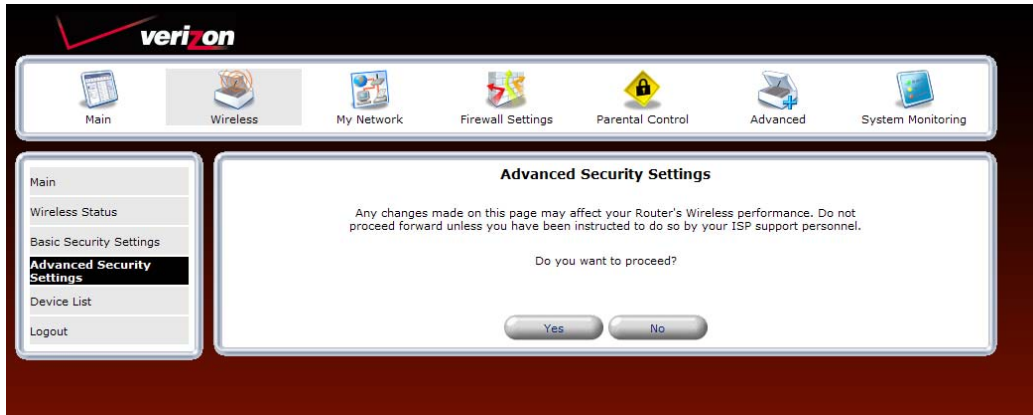 verizon
Main Wireless My Network Firewall Settings Parental Control Advanced System Monitoring
Main
Wireless Status
Basic Security Settings
Advanced Security
Settings
Device List
Logout
Advanced Security Settings
Any changes made on this page may affect your Router's Wireless performance. Do not
proceed forward unless you have been instructed to do so by your ISP support personnel.
Do you want to proceed?
Yes No